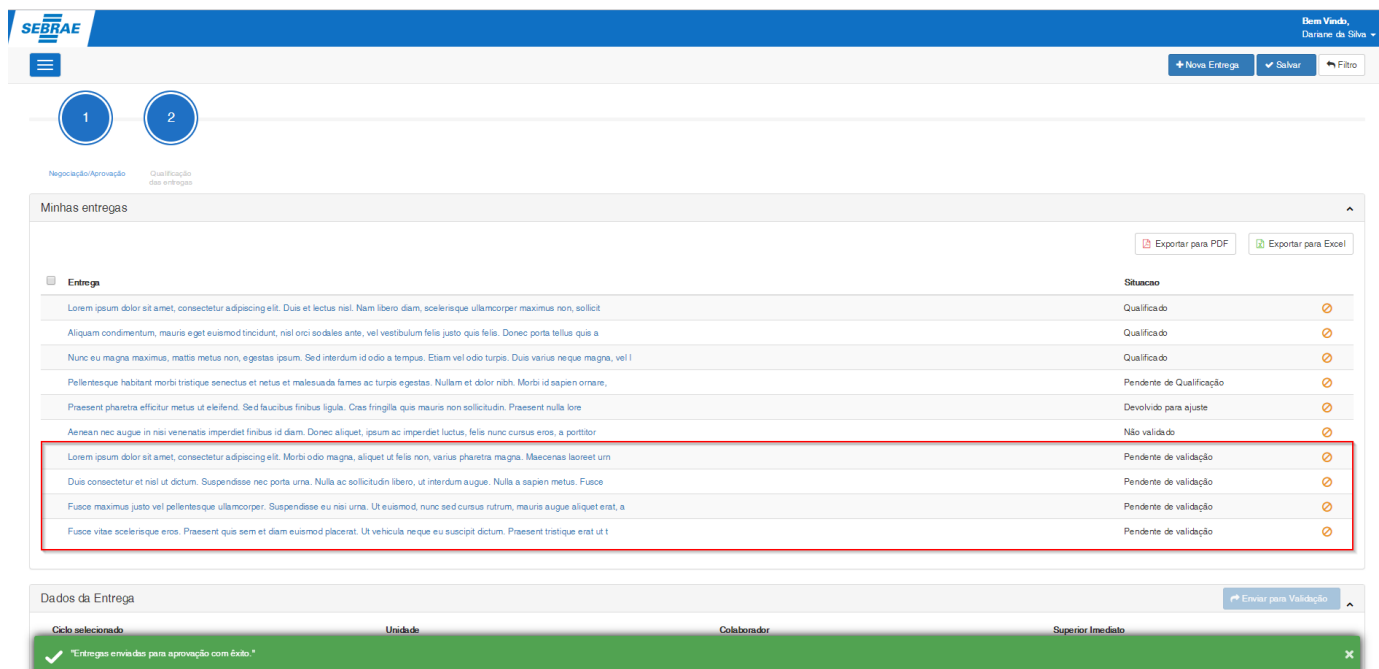 SEBRAE
Bem Vindo,
Dariane da Silva
Nova Entrega
Salvar
Filtro
1
2
Negociação/Aprovação
Qualificação
das entregas
Minhas entregas
Exportar para PDF
Exportar para Excel
Entrega Situacao
Lorem ipsum dolor sit amet, consectetur adipiscing elit. Duis et lectus nisl. Nam libero diam, scelerisque ullamcorper maximus non, sollicit Qualificado
Aliquam condimentum, mauris eget euismod tincidunt, nisl orci sodales ante, vel vestibulum felis justo quis felis. Donec porta tellus quis a Qualificado
Nunc eu magna maximus, mattis metus non, egestas ipsum. Sed interdum id odio a tempus. Etiam vel odio turpis. Duis varius neque magna, vel l Qualificado
Pellentesque habitant morbi tristique senectus et netus et malesuada fames ac turpis egestas. Nullam et dolor nibh. Morbi id sapien ornare, Pendente de Qualificação
Praesent pharetra efficitur metus ut eleifend. Sed faucibus finibus ligula. Cras fringilla quis mauris non sollicitudin. Praesent nulla lore Devolvido para ajuste
Aenean nec augue in nisi venenatis imperdiet finibus id diam. Donec aliquet, ipsum ac imperdiet luctus, felis nunc cursus eros, a porttitor Não validado
Lorem ipsum dolor sit amet, consectetur adipiscing elit. Morbi odio magna, aliquet ut felis non, varius pharetra magna. Maecenas laoreet urn Pendente de validação
Duis consectetur et nisl ut dictum. Suspendisse nec porta urna. Nulla ac sollicitudin libero, ut interdum augue. Nulla a sapien metus. Fusce Pendente de validação
Fusce maximus justo vel pellentesque ullamcorper. Suspendisse eu nisi urna. Ut euismod, nunc sed cursus rutrum, mauris augue aliquet erat, a Pendente de validação
Fusce vitae scelerisque eros. Praesent quis sem et diam euismod placerat. Ut vehicula neque eu suscipit dictum. Praesent tristique erat ut t Pendente de validação
Dados da Entrega
Enviar para Validação
Ciclo selecionado Unidade Colaborador Superior Imediato
"Entregas enviadas para aprovação com êxito."